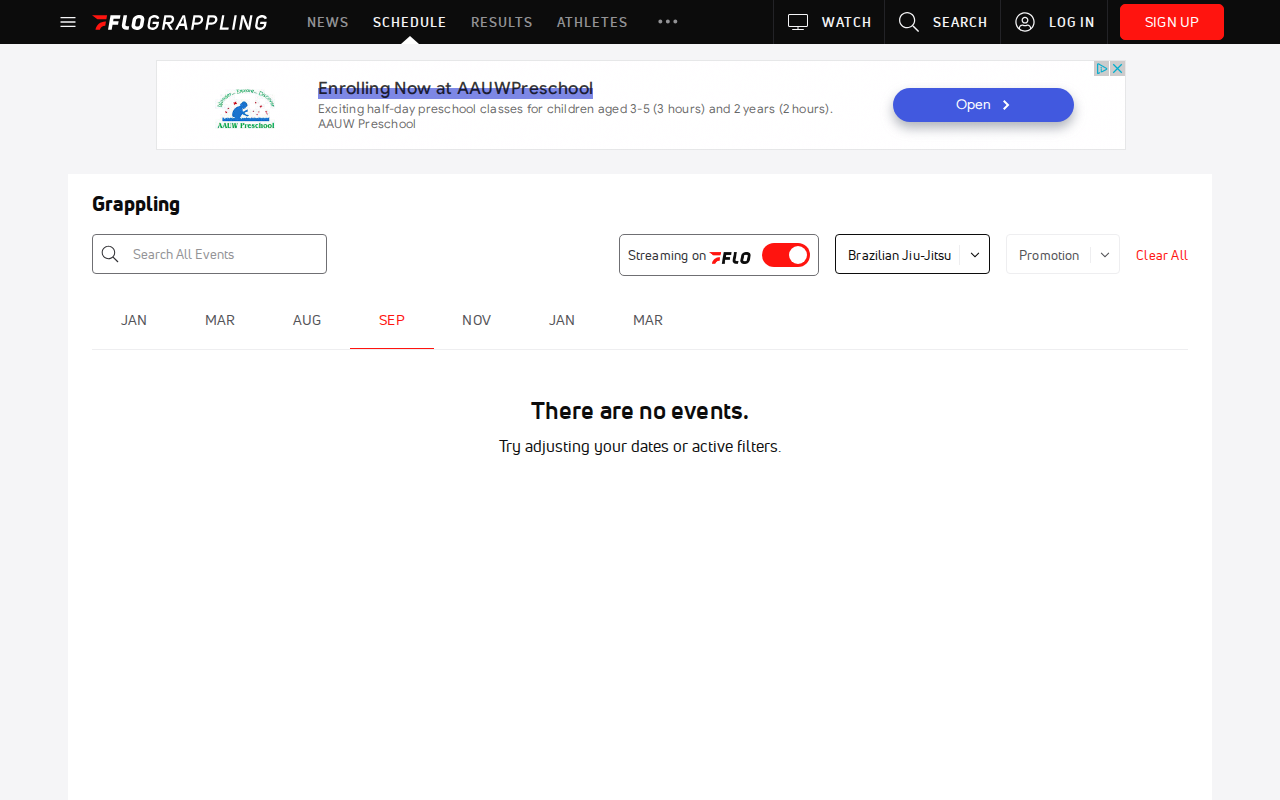 FLOGRAPPLING
NEWS
SCHEDULE
RESULTS
ATHLETES
WATCH
SEARCH
LOG IN
SIGN UP
Enrolling Now at AAUWPreschool
Exciting half-day preschool classes for children aged 3-5 (3 hours) and 2 years (2 hours).
AAUW Preschool
AAUW Preschool
Open
Grappling
Search All Events
Streaming on FLO
Brazilian Jiu-Jitsu
Promotion
Clear All
JAN
MAR
AUG
SEP
NOV
JAN
MAR
There are no events.
Try adjusting your dates or active filters.